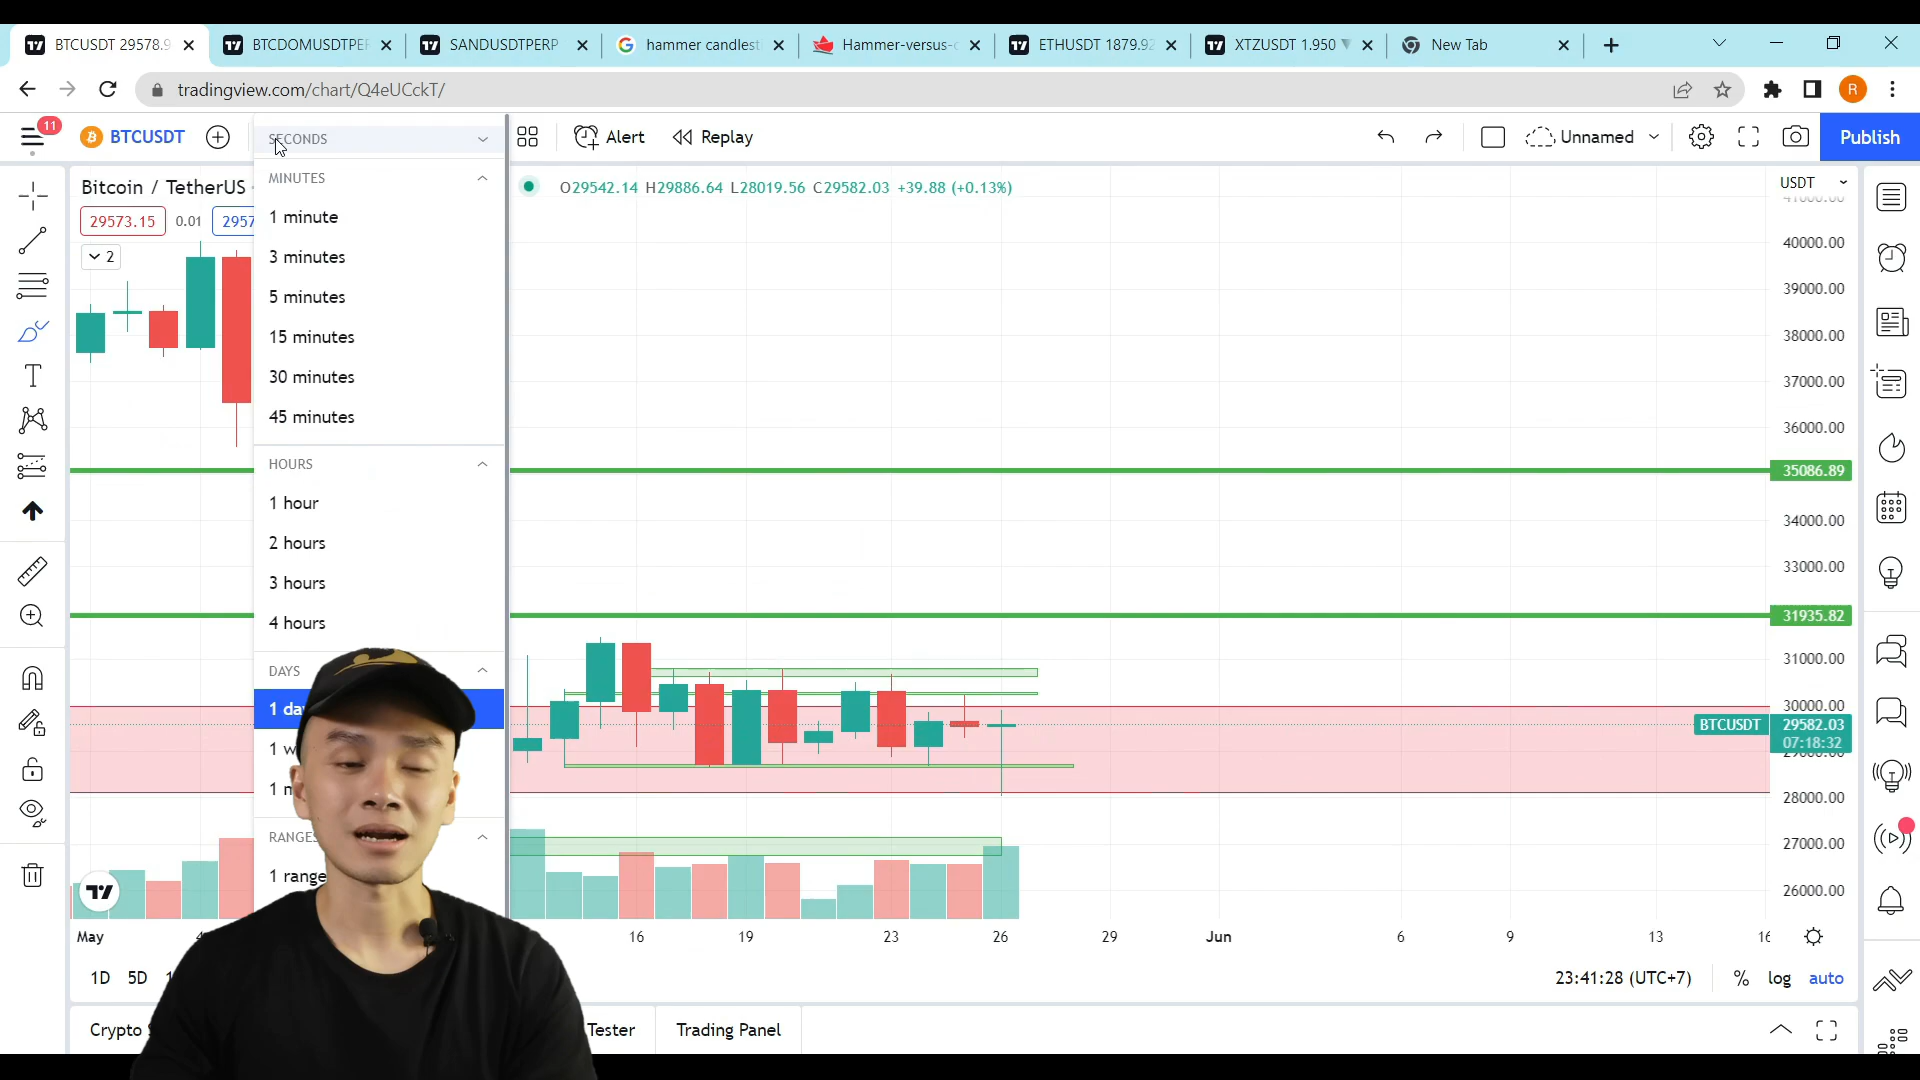 BTCUSDT 29578.9
BTCDOMUSDTPE
SANDUSDTPERP
hammer candlest
Hammer-versus-
ETHUSDT 1879.92
XTZUSDT 1.950
New Tab
tradingview.com/chart/Q4eUCckT/
R
11
BTCUSDT
Alert
Replay
Unnamed
Publish
Bitcoin / TetherUS
O29542.14 H29886.64 L28019.56 C29582.03 +39.88 (+0.13%)
29573.15
0.01
2957
2
SECONDS
MINUTES
1 minute
3 minutes
5 minutes
15 minutes
30 minutes
45 minutes
HOURS
1 hour
2 hours
3 hours
4 hours
DAYS
1 da
1 w
1 m
RANGES
1 range
USDT
41000.00
40000.00
39000.00
38000.00
37000.00
36000.00
35086.89
34000.00
33000.00
31935.82
31000.00
30000.00
BTCUSDT
29582.03
07:18:32
29000.00
28000.00
27000.00
26000.00
May
16
19
23
26
29
Jun
6
9
13
16
1D
5D
23:41:28 (UTC+7)
%
log
auto
Crypto
Tester
Trading Panel